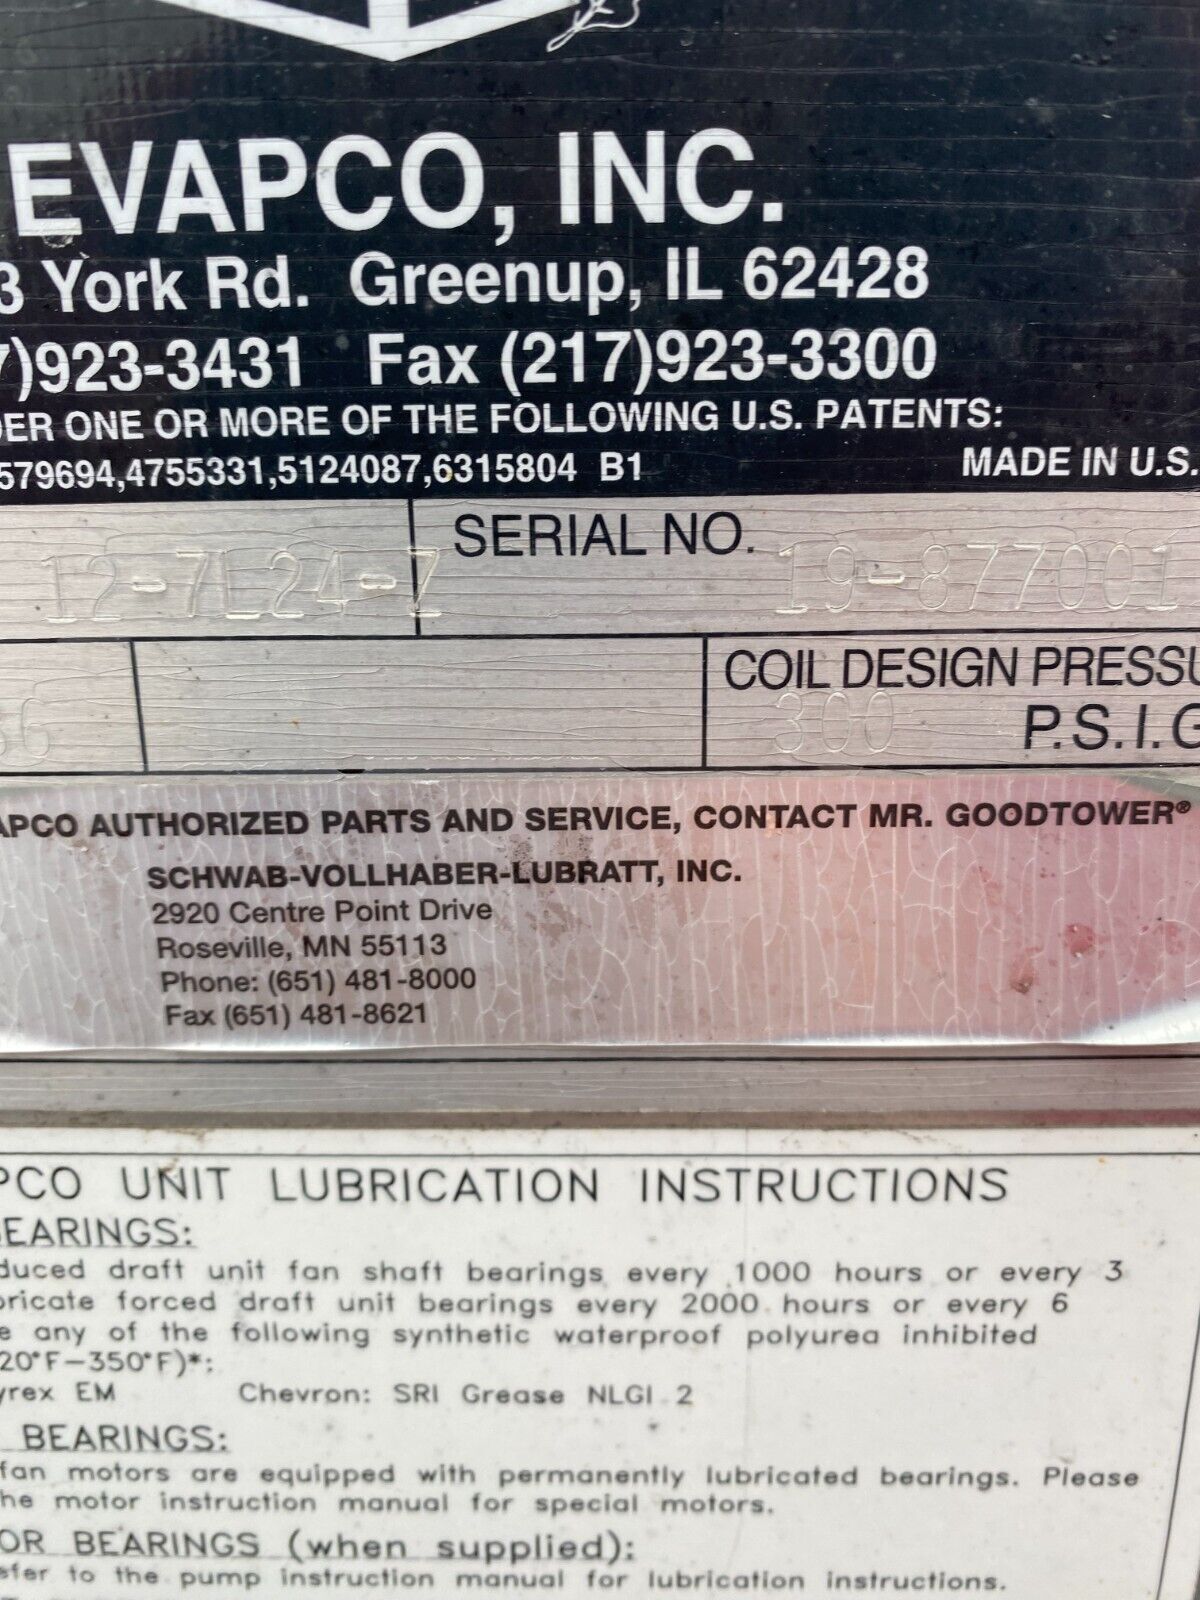 EVAPCO, INC.
3 York Rd. Greenup, IL 62428
7)923-3431 Fax (217)923-3300
DER ONE OR MORE OF THE FOLLOWING U.S. PATENTS:
579694,4755331,5124087,6315804 B1 MADE IN U.S.
12-7L24-Z SERIAL NO. 19-877001
36 COIL DESIGN PRESSU
300 P.S.I.G
APCO AUTHORIZED PARTS AND SERVICE, CONTACT MR. GOODTOWER®
SCHWAB-VOLLHABER-LUBRATT, INC.
2920 Centre Point Drive
Roseville, MN 55113
Phone: (651) 481-8000
Fax (651) 481-8621
PCO UNIT LUBRICATION INSTRUCTIONS
BEARINGS:
duced draft unit fan shaft bearings every 1000 hours or every 3
bricate forced draft unit bearings every 2000 hours or every 6
e any of the following synthetic waterproof polyurea inhibited
20°F-350°F)*:
yrex EM Chevron: SRI Grease NLGI 2
BEARINGS:
fan motors are equipped with permanently lubricated bearings. Please
he motor instruction manual for special motors.
OR BEARINGS (when supplied):
efer to the pump instruction manual for lubrication instructions.